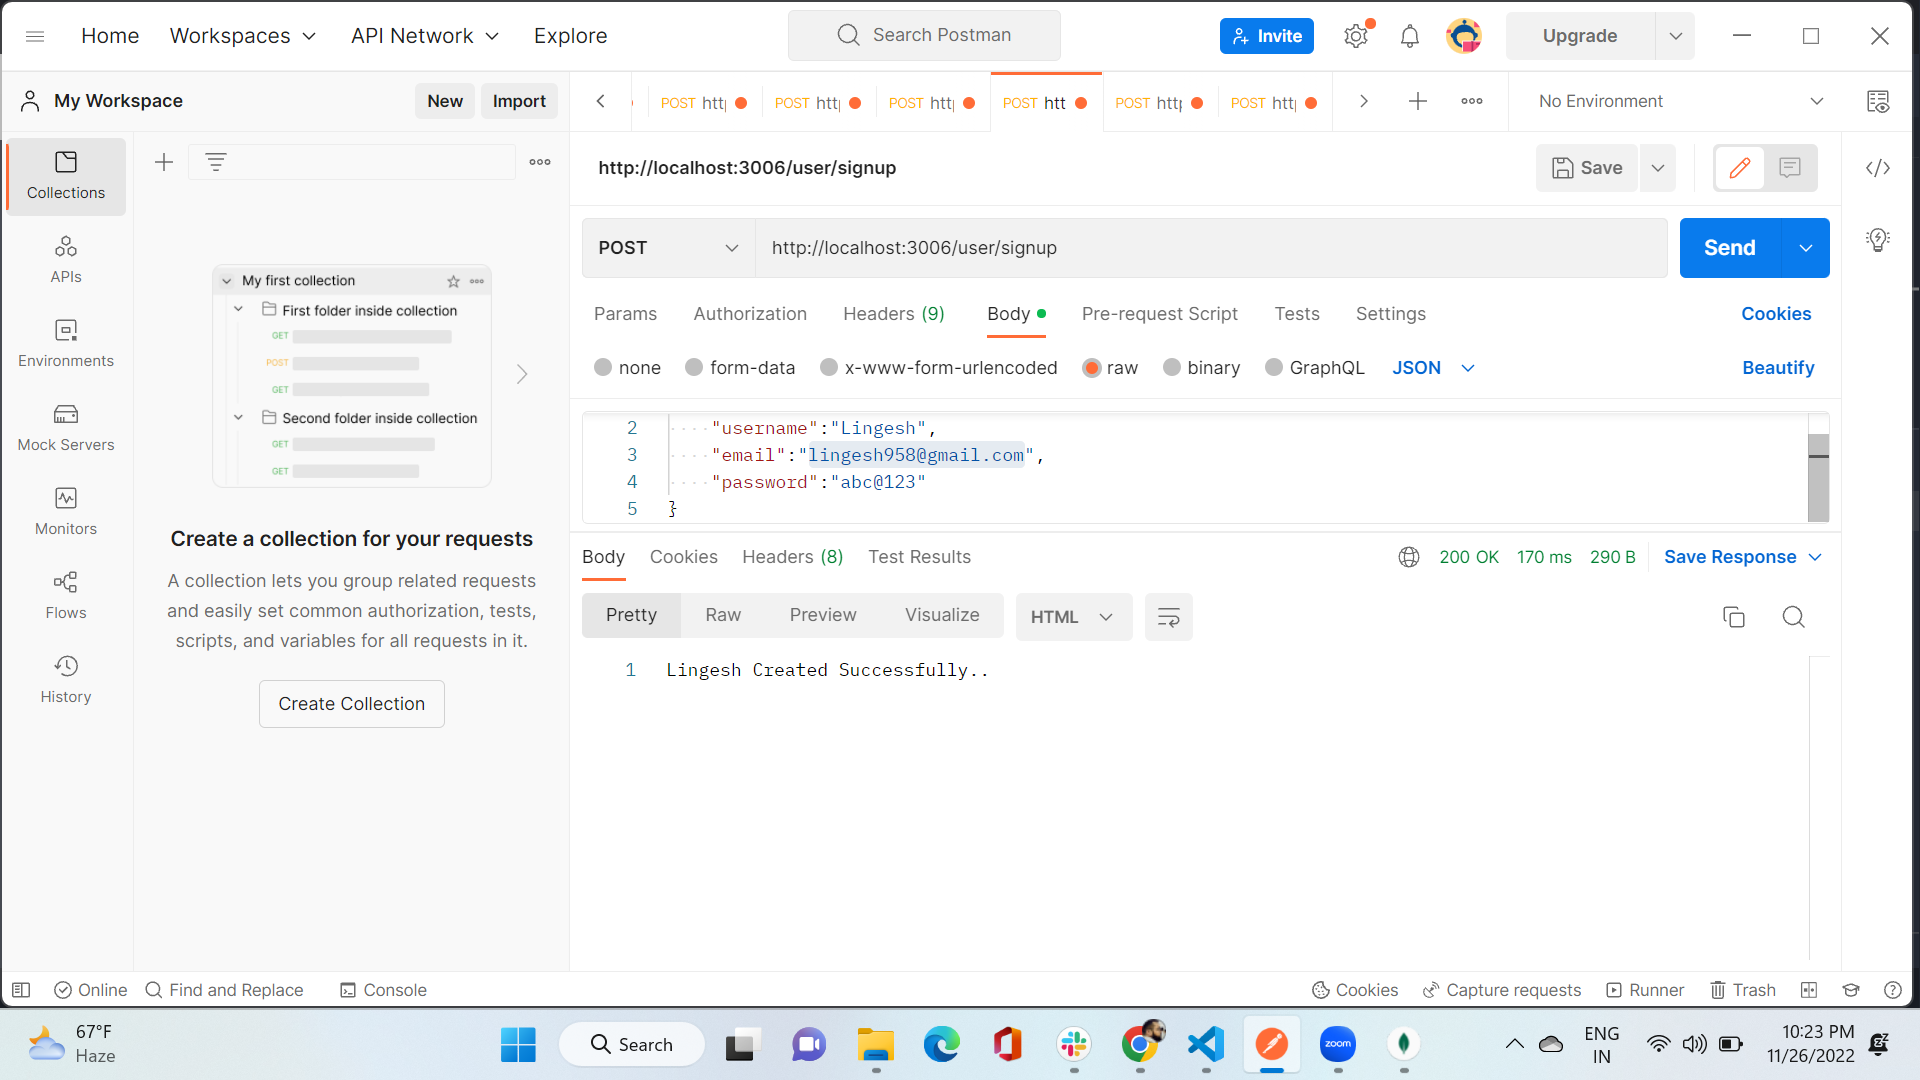 Home Workspaces API Network Explore Search Postman Invite Upgrade
My Workspace New Import POST htt POST htt POST htt POST htt POST htt POST htt No Environment
http://localhost:3006/user/signup Save
POST http://localhost:3006/user/signup Send
Params Authorization Headers (9) Body Pre-request Script Tests Settings Cookies
none form-data x-www-form-urlencoded raw binary GraphQL JSON Beautify
2 "username":"Lingesh",
3 "email":"lingesh958@gmail.com",
4 "password":"abc@123"
5 }
Body Cookies Headers (8) Test Results 200 OK 170 ms 290 B Save Response
Pretty Raw Preview Visualize HTML
1 Lingesh Created Successfully..
Collections
APIs
Environments
Mock Servers
Monitors
Flows
History
My first collection
First folder inside collection
GET
POST
GET
Second folder inside collection
GET
GET
Create a collection for your requests
A collection lets you group related requests
and easily set common authorization, tests,
scripts, and variables for all requests in it.
Create Collection
Online Find and Replace Console Cookies Capture requests Runner Trash
67°F
Haze
Search
zoom
ENG
IN
10:23 PM
11/26/2022